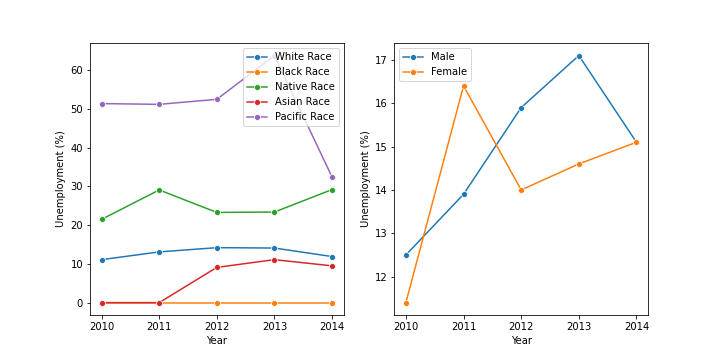 White Race
Black Race
Native Race
Asian Race
Pacific Race
60
50
40
30
20
10
0
Unemployment (%)
2010 2011 2012 2013 2014
Year
Male
Female
17
16
15
14
13
12
Unemployment (%)
2010 2011 2012 2013 2014
Year